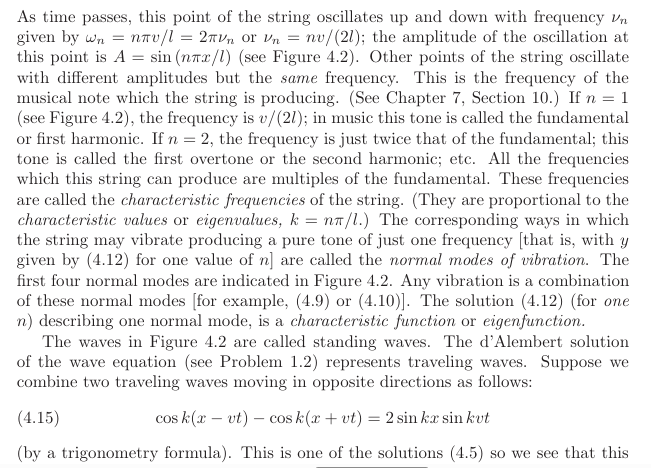 As time passes, this point of the string oscillates up and down with frequency νₙ
given by ωₙ = nπv/l = 2πνₙ or νₙ = nv/(2l); the amplitude of the oscillation at
this point is A = sin (nπx/l) (see Figure 4.2). Other points of the string oscillate
with different amplitudes but the same frequency. This is the frequency of the
musical note which the string is producing. (See Chapter 7, Section 10.) If n = 1
(see Figure 4.2), the frequency is v/(2l); in music this tone is called the fundamental
or first harmonic. If n = 2, the frequency is just twice that of the fundamental; this
tone is called the first overtone or the second harmonic; etc. All the frequencies
which this string can produce are multiples of the fundamental. These frequencies
are called the characteristic frequencies of the string. (They are proportional to the
characteristic values or eigenvalues, k = nπ/l.) The corresponding ways in which
the string may vibrate producing a pure tone of just one frequency [that is, with y
given by (4.12) for one value of n] are called the normal modes of vibration. The
first four normal modes are indicated in Figure 4.2. Any vibration is a combination
of these normal modes [for example, (4.9) or (4.10)]. The solution (4.12) (for one
n) describing one normal mode, is a characteristic function or eigenfunction.
The waves in Figure 4.2 are called standing waves. The d'Alembert solution
of the wave equation (see Problem 1.2) represents traveling waves. Suppose we
combine two traveling waves moving in opposite directions as follows:
(4.15) cos k(x − vt) − cos k(x + vt) = 2 sin kx sin kvt
(by a trigonometry formula). This is one of the solutions (4.5) so we see that this